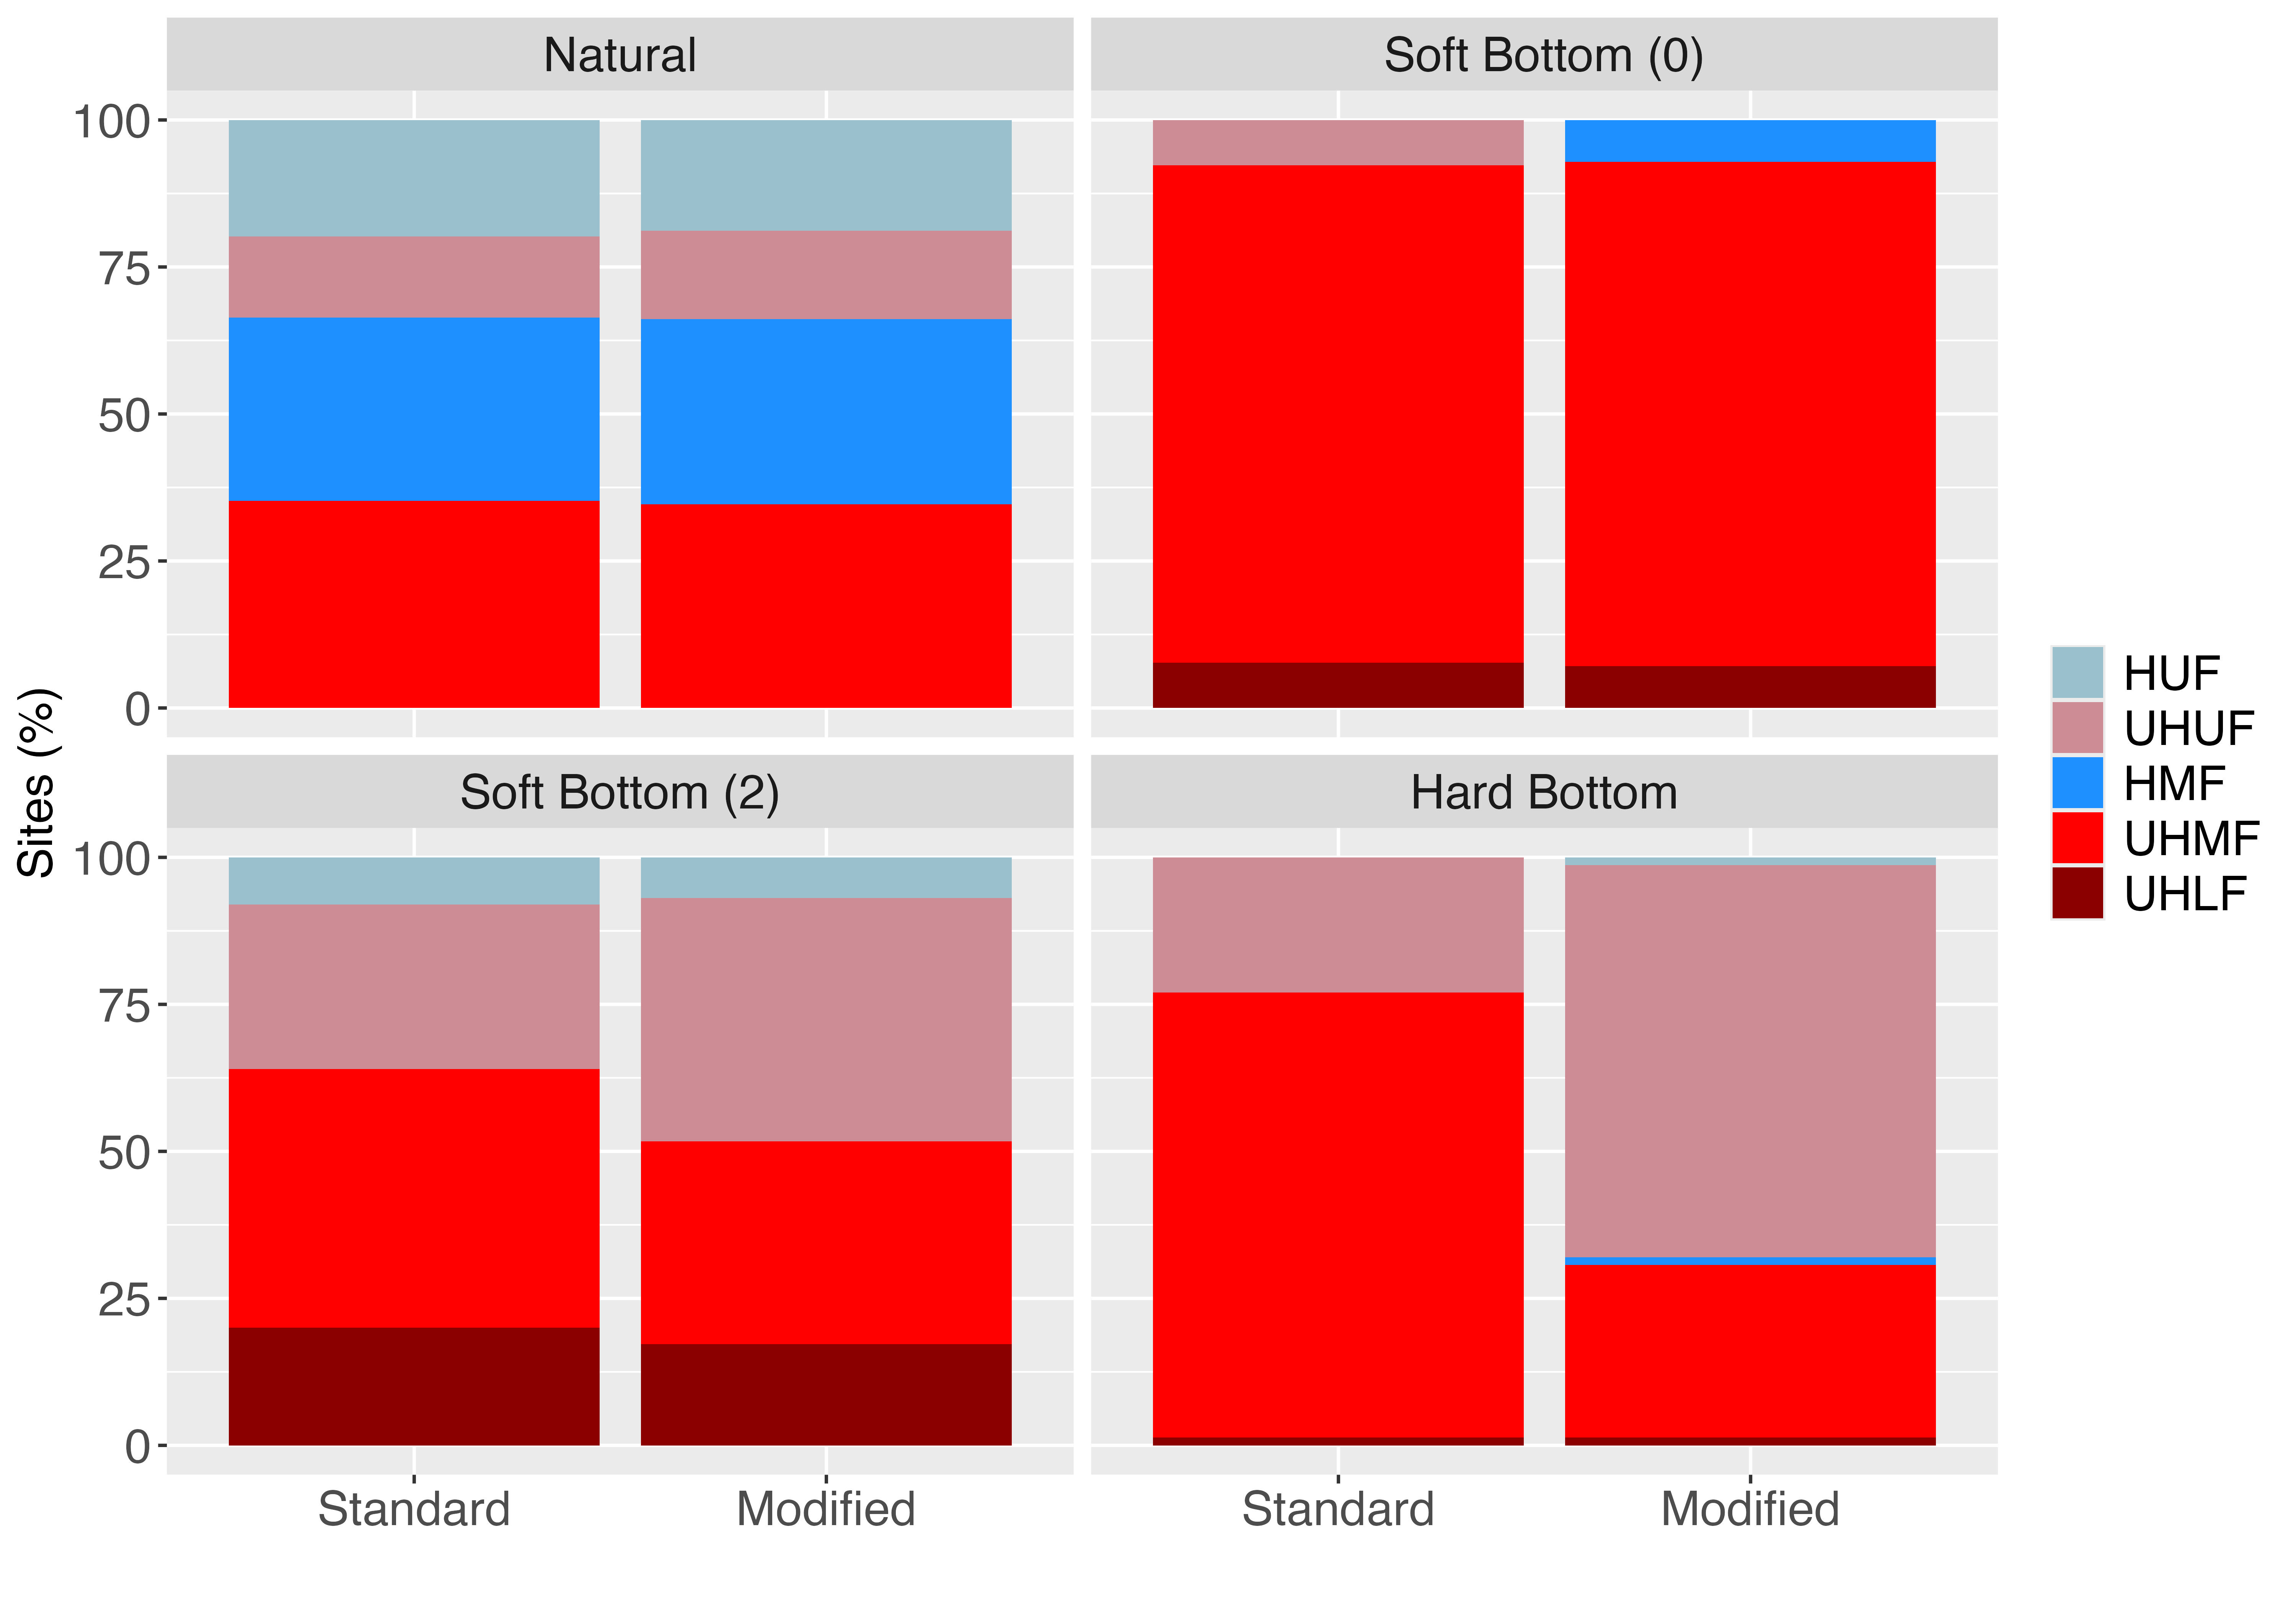 Natural
Soft Bottom (0)
100
75
50
25
0
Sites (%)
Soft Bottom (2)
Hard Bottom
100
75
50
25
0
Standard
Modified
Standard
Modified
HUF
UHUF
HMF
UHMF
UHLF